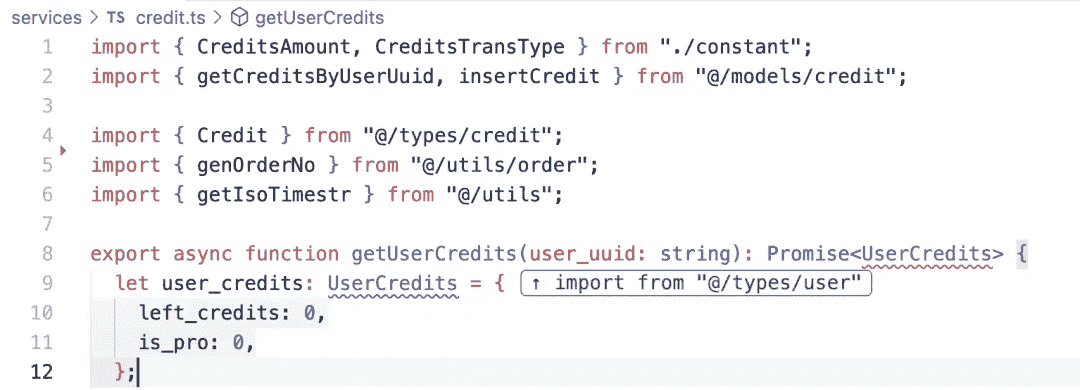 services > TS credit.ts > getUserCredits
1 import { CreditsAmount, CreditsTransType } from "./constant";
2 import { getCreditsByUserUuid, insertCredit } from "@/models/credit";
3
4 import { Credit } from "@/types/credit";
5 import { genOrderNo } from "@/utils/order";
6 import { getIsoTimestr } from "@/utils";
7
8 export async function getUserCredits(user_uuid: string): Promise<UserCredits> {
9   let user_credits: UserCredits = { ↑ import from "@/types/user"
10     left_credits: 0,
11     is_pro: 0,
12   };